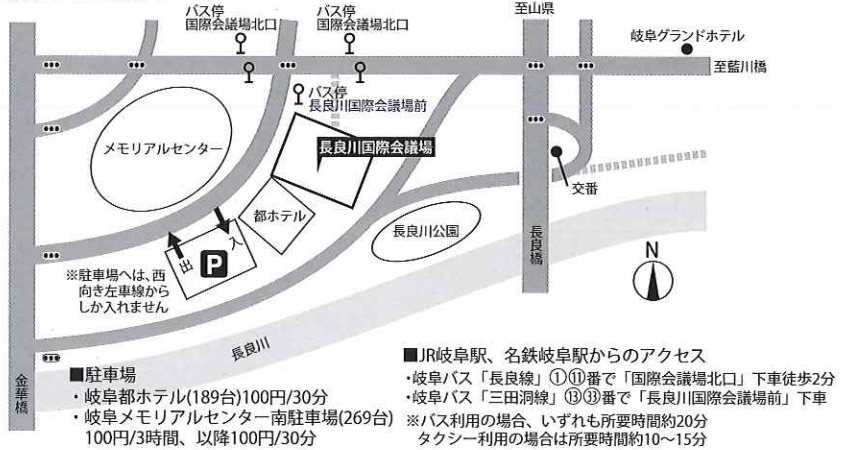 バス停
国際会議場北口
バス停
国際会議場北口
至山県
岐阜グランドホテル
至藍川橋
バス停
長良川国際会議場前
メモリアルセンター
長良川国際会議場
交番
都ホテル
長良川公園
長良橋
N
入
出
P
※駐車場へは、西
向き左車線から
しか入れません
長良川
金華橋
■駐車場
・岐阜都ホテル(189台)100円/30分
・岐阜メモリアルセンター南駐車場(269台)
100円/3時間、以降100円/30分
■JR岐阜駅、名鉄岐阜駅からのアクセス
・岐阜バス「長良線」①⑪番で「国際会議場北口」下車徒歩2分
・岐阜バス「三田洞線」⑬㉝番で「長良川国際会議場前」下車
※バス利用の場合、いずれも所要時間約20分
タクシー利用の場合は所要時間約10〜15分